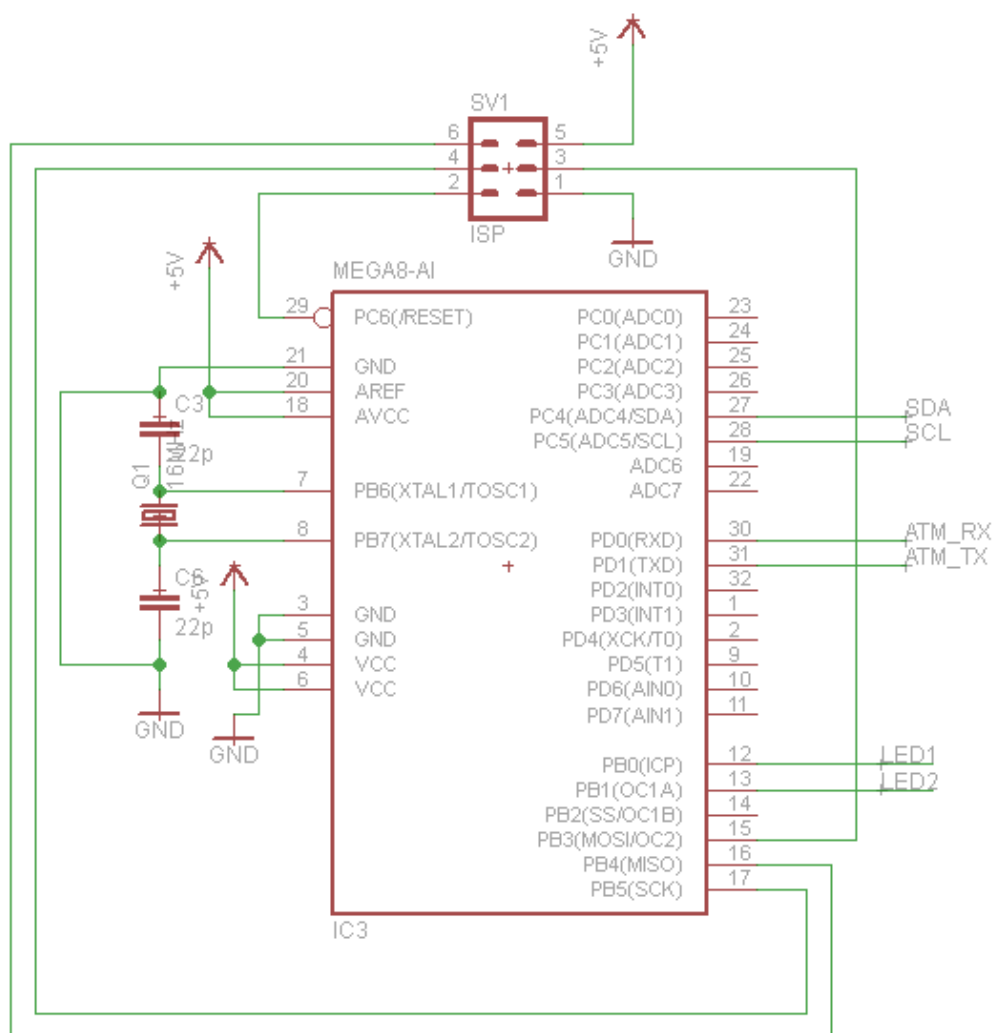 +5V
SV1
6 5
4 3
2 1
ISP
GND
+5V
MEGA8-AI
29 PC6(/RESET) PC0(ADC0) 23
PC1(ADC1) 24
21 GND PC2(ADC2) 25
20 AREF PC3(ADC3) 26
18 AVCC PC4(ADC4/SDA) 27 SDA
PC5(ADC5/SCL) 28 SCL
C3
22p
Q1
16MHz
ADC6 19
7 PB6(XTAL1/TOSC1) ADC7 22
8 PB7(XTAL2/TOSC2) PD0(RXD) 30 ATM_RX
PD1(TXD) 31 ATM_TX
C6
22p
+5V
PD2(INT0) 32
3 GND PD3(INT1) 1
5 GND PD4(XCK/T0) 2
4 VCC PD5(T1) 9
6 VCC PD6(AIN0) 10
PD7(AIN1) 11
GND
GND
PB0(ICP) 12 LED1
PB1(OC1A) 13 LED2
PB2(SS/OC1B) 14
PB3(MOSI/OC2) 15
PB4(MISO) 16
PB5(SCK) 17
IC3